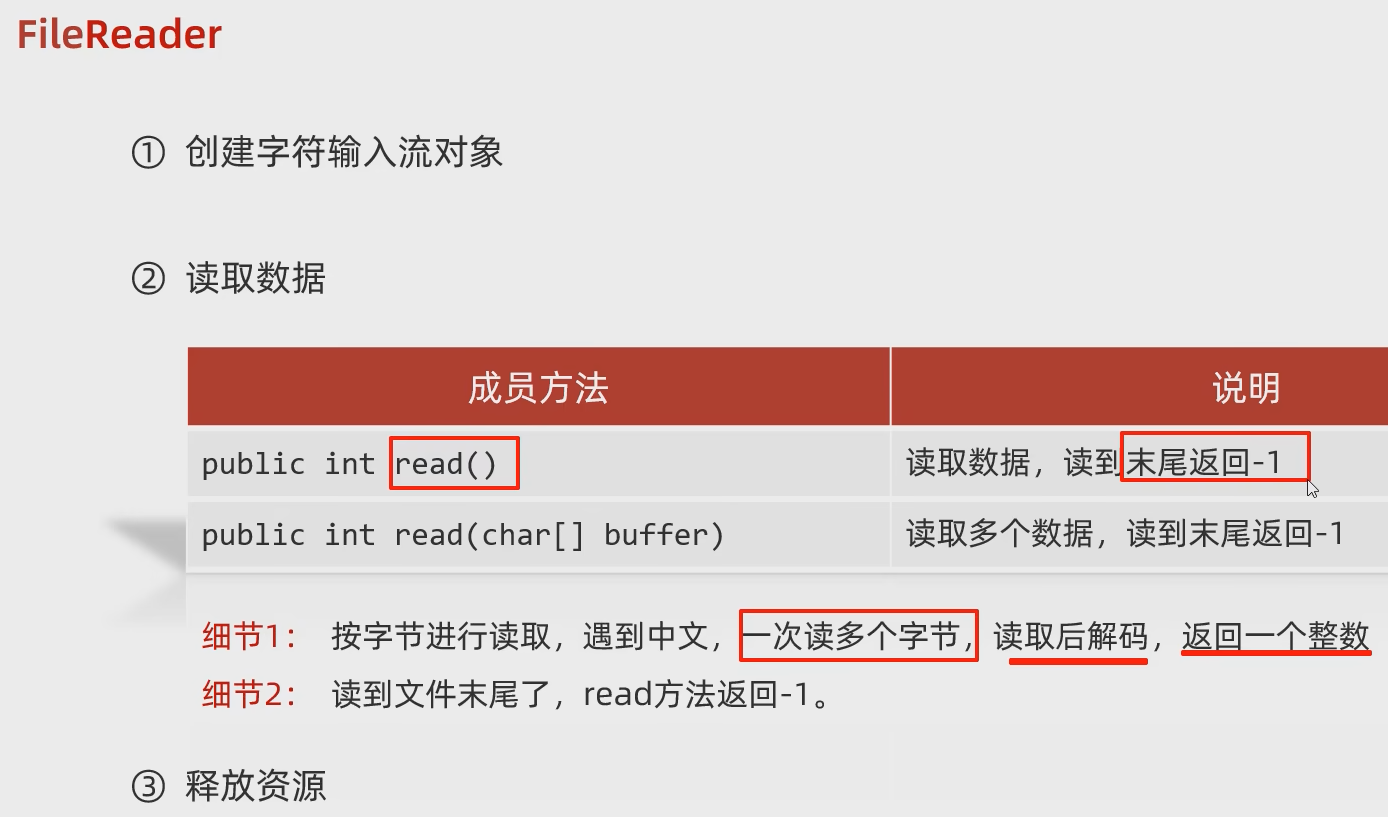 FileReader
① 创建字符输入流对象
② 读取数据
成员方法 说明
public int read() 读取数据，读到末尾返回-1
public int read(char[] buffer) 读取多个数据，读到末尾返回-1
细节1： 按字节进行读取，遇到中文，一次读多个字节，读取后解码，返回一个整数
细节2： 读到文件末尾了，read方法返回-1。
③ 释放资源